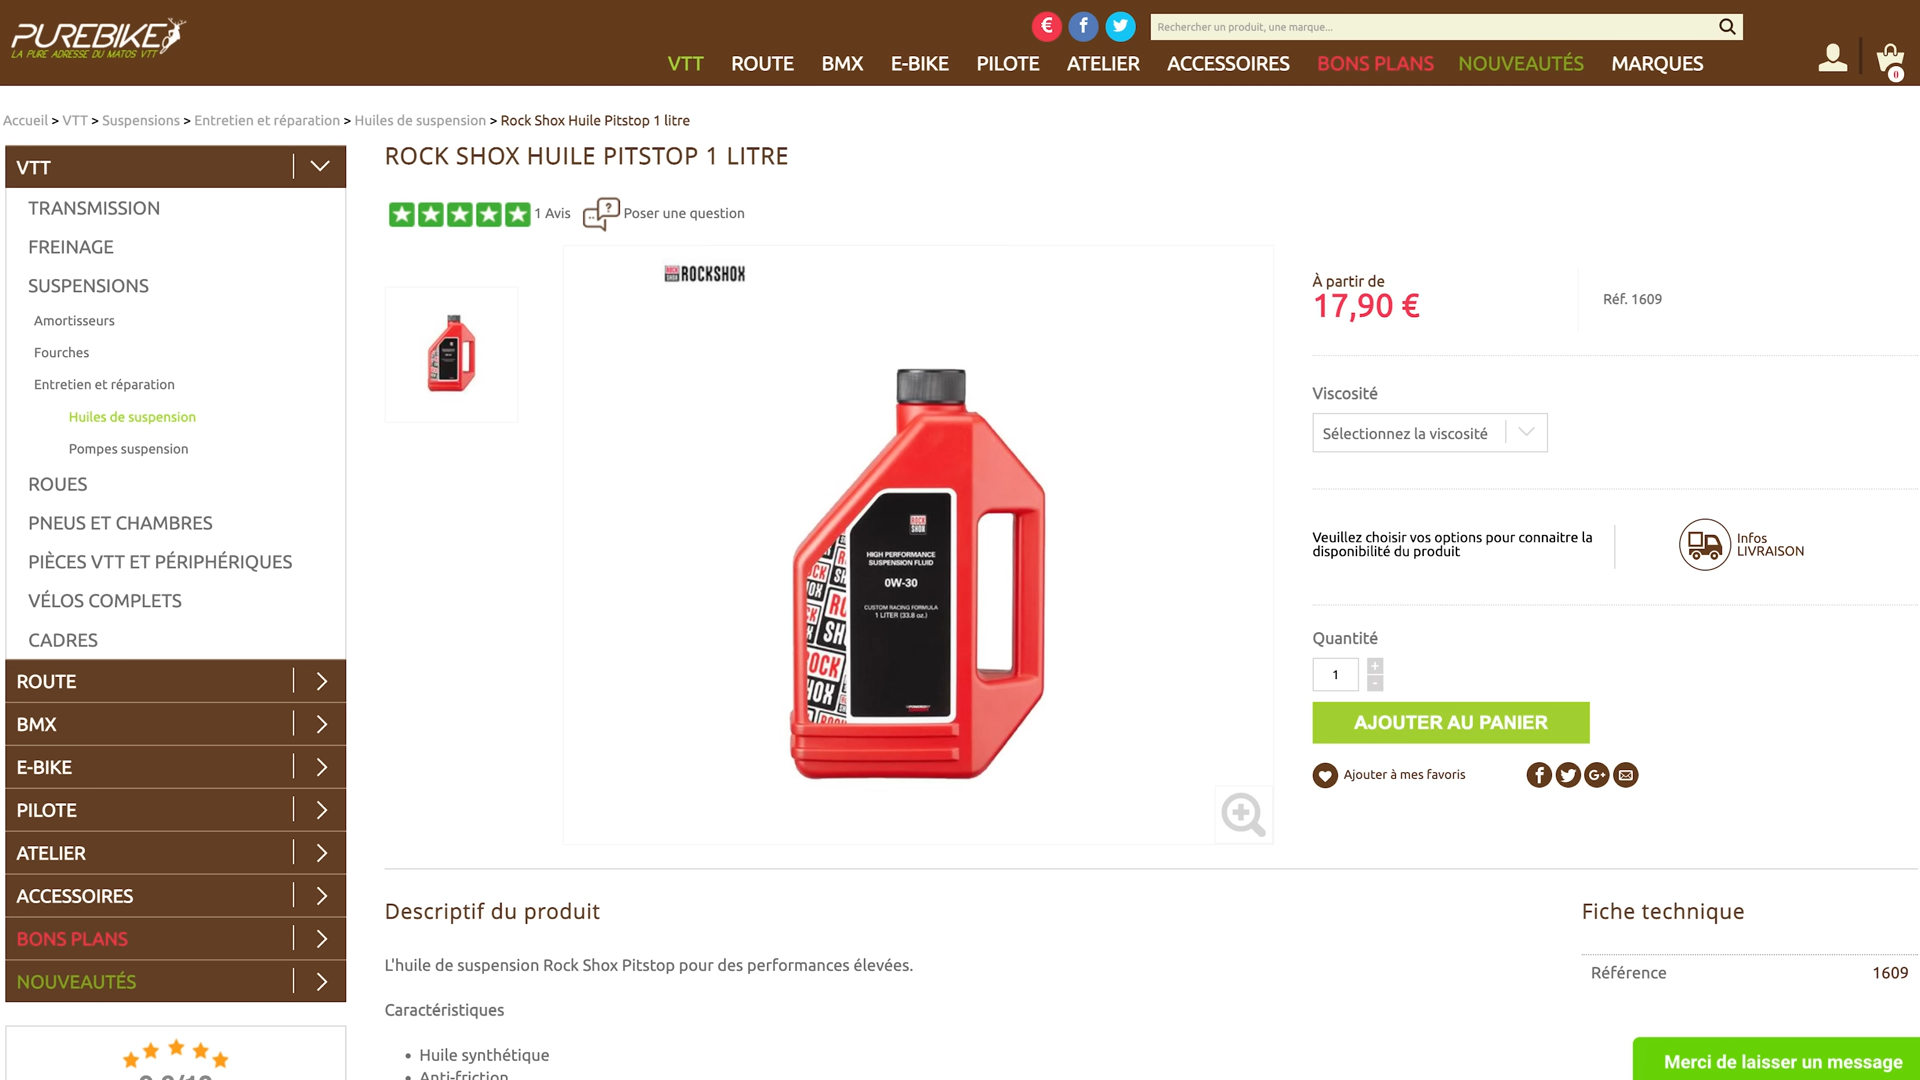 PUREBIKE
LA PURE ADRESSE DU MATOS VTT
Rechercher un produit, une marque...
VTT ROUTE BMX E-BIKE PILOTE ATELIER ACCESSOIRES BONS PLANS NOUVEAUTÉS MARQUES
0
Accueil > VTT > Suspensions > Entretien et réparation > Huiles de suspension > Rock Shox Huile Pitstop 1 litre
VTT
TRANSMISSION
FREINAGE
SUSPENSIONS
Amortisseurs
Fourches
Entretien et réparation
Huiles de suspension
Pompes suspension
ROUES
PNEUS ET CHAMBRES
PIÈCES VTT ET PÉRIPHÉRIQUES
VÉLOS COMPLETS
CADRES
ROUTE
BMX
E-BIKE
PILOTE
ATELIER
ACCESSOIRES
BONS PLANS
NOUVEAUTÉS
ROCK SHOX HUILE PITSTOP 1 LITRE
1 Avis
Poser une question
ROCKSHOX
ROCK
SHOX
HIGH PERFORMANCE
SUSPENSION FLUID
0W-30
CUSTOM RACING FORMULA
1 LITER (33.8 oz.)
À partir de
17,90 €
Réf. 1609
Viscosité
Sélectionnez la viscosité
Veuillez choisir vos options pour connaitre la
disponibilité du produit
Infos
LIVRAISON
Quantité
1
+
-
AJOUTER AU PANIER
Ajouter à mes favoris
Descriptif du produit
L'huile de suspension Rock Shox Pitstop pour des performances élevées.
Caractéristiques
• Huile synthétique
• Anti-friction
Fiche technique
Référence 1609
Merci de laisser un message